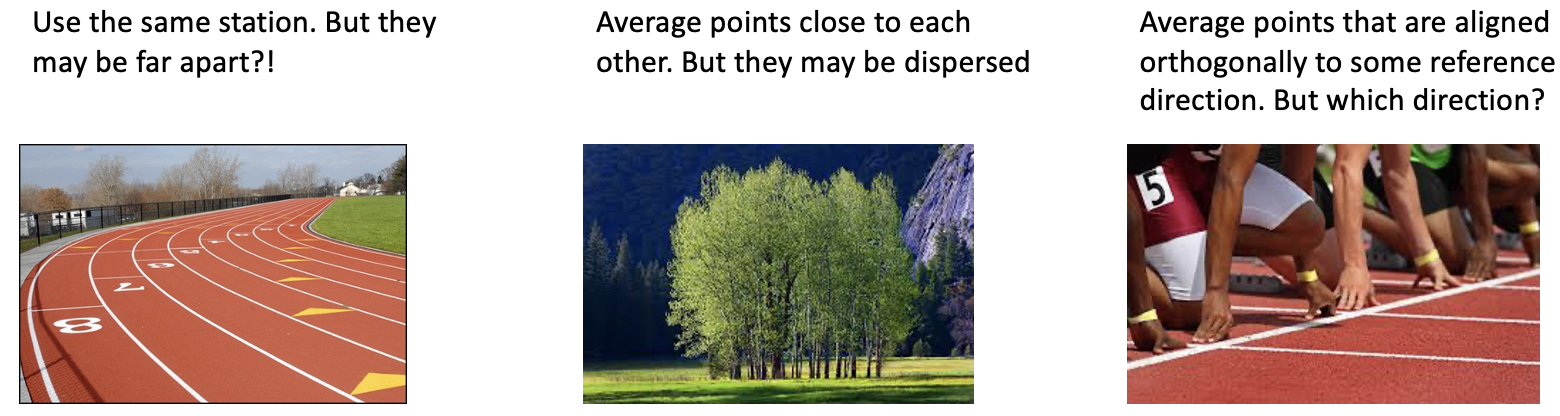 Use the same station. But they
may be far apart?!
Average points close to each
other. But they may be dispersed
Average points that are aligned
orthogonally to some reference
direction. But which direction?
8
7
5